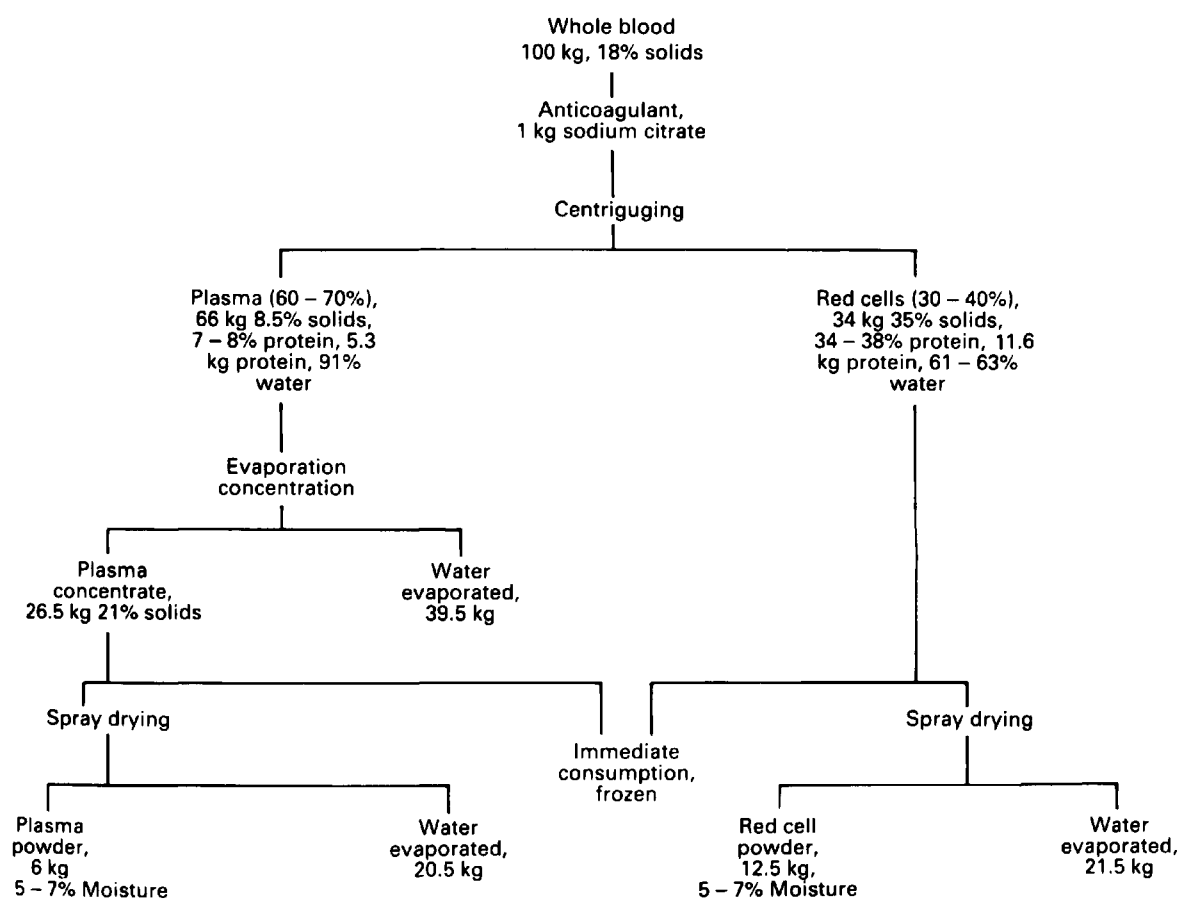 Whole blood
100 kg, 18% solids
Anticoagulant,
1 kg sodium citrate
Centriguging
Plasma (60 – 70%),
66 kg 8.5% solids,
7 – 8% protein, 5.3
kg protein, 91%
water
Red cells (30 – 40%),
34 kg 35% solids,
34 – 38% protein, 11.6
kg protein, 61 – 63%
water
Evaporation
concentration
Plasma
concentrate,
26.5 kg 21% solids
Water
evaporated,
39.5 kg
Spray drying
Immediate
consumption,
frozen
Spray drying
Plasma
powder,
6 kg
5 – 7% Moisture
Water
evaporated,
20.5 kg
Red cell
powder,
12.5 kg,
5 – 7% Moisture
Water
evaporated,
21.5 kg